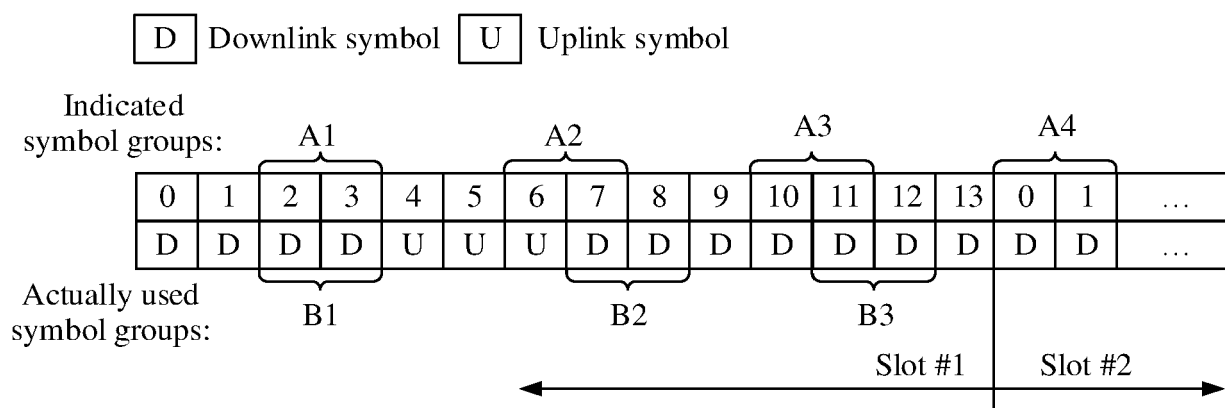 D Downlink symbol U Uplink symbol
Indicated
symbol groups:
A1 A2 A3 A4
0 1 2 3 4 5 6 7 8 9 10 11 12 13 0 1 ...
D D D D U U U D D D D D D D D D ...
Actually used
symbol groups:
B1 B2 B3
Slot #1 Slot #2